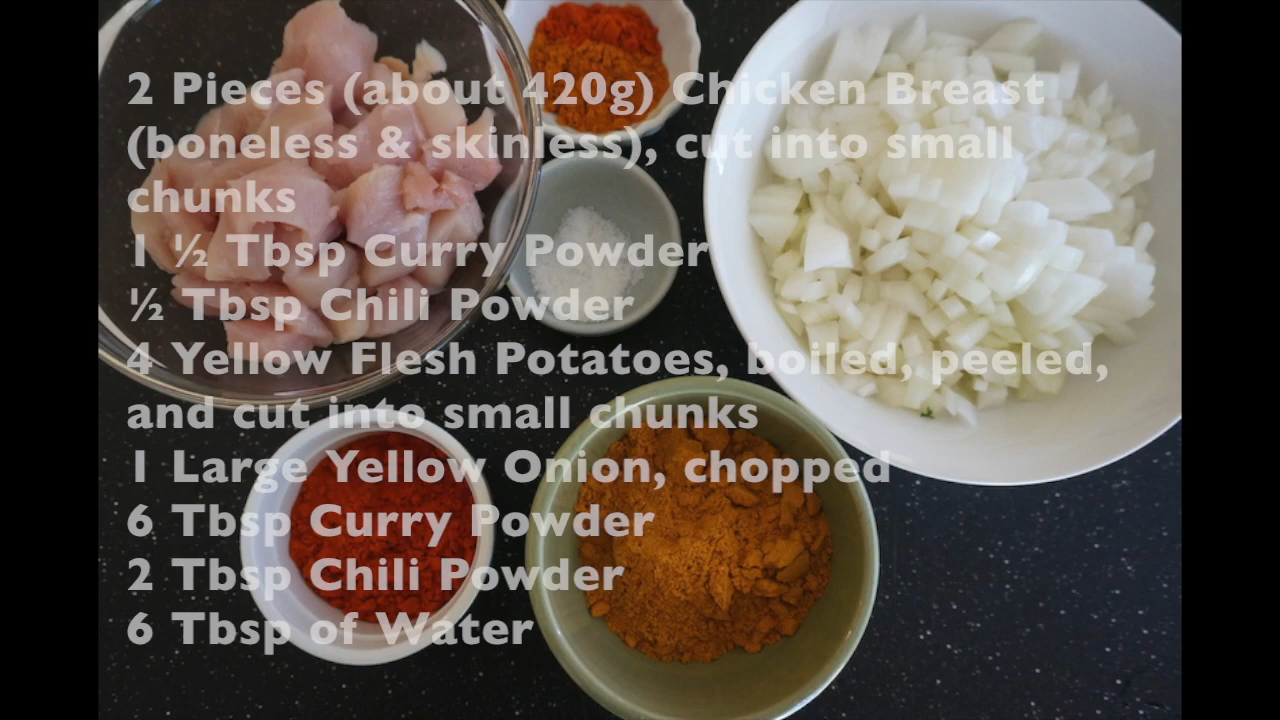 2 Pieces (about 420g) Chicken Breast
(boneless & skinless), cut into small
chunks
1 ½ Tbsp Curry Powder
½ Tbsp Chili Powder
4 Yellow Flesh Potatoes, boiled, peeled,
and cut into small chunks
1 Large Yellow Onion, chopped
6 Tbsp Curry Powder
2 Tbsp Chili Powder
6 Tbsp of Water